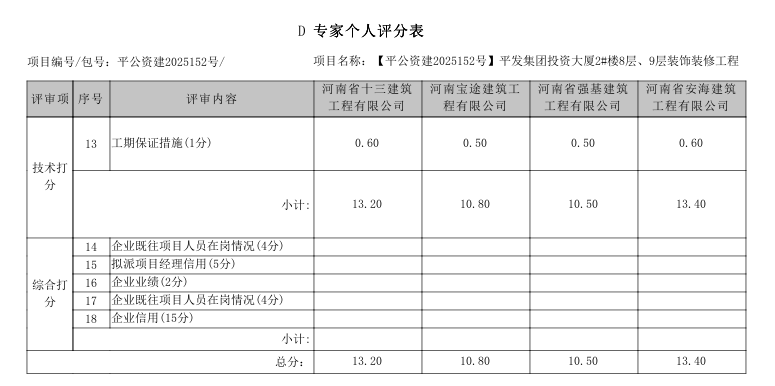 D 专家个人评分表
项目编号/包号: 平公资建2025152号/ 项目名称: 【平公资建2025152号】平发集团投资大厦2#楼8层、9层装饰装修工程
评审项 序号 评审内容 河南省十三建筑工程有限公司 河南宝途建筑工程有限公司 河南省强基建筑工程有限公司 河南省安海建筑工程有限公司
技术打分
13 工期保证措施(1分) 0.60 0.50 0.50 0.60
小计: 13.20 10.80 10.50 13.40
综合打分
14 企业既往项目人员在岗情况(4分)
15 拟派项目经理信用(5分)
16 企业业绩(2分)
17 企业既往项目人员在岗情况(4分)
18 企业信用(15分)
小计:
总分: 13.20 10.80 10.50 13.40